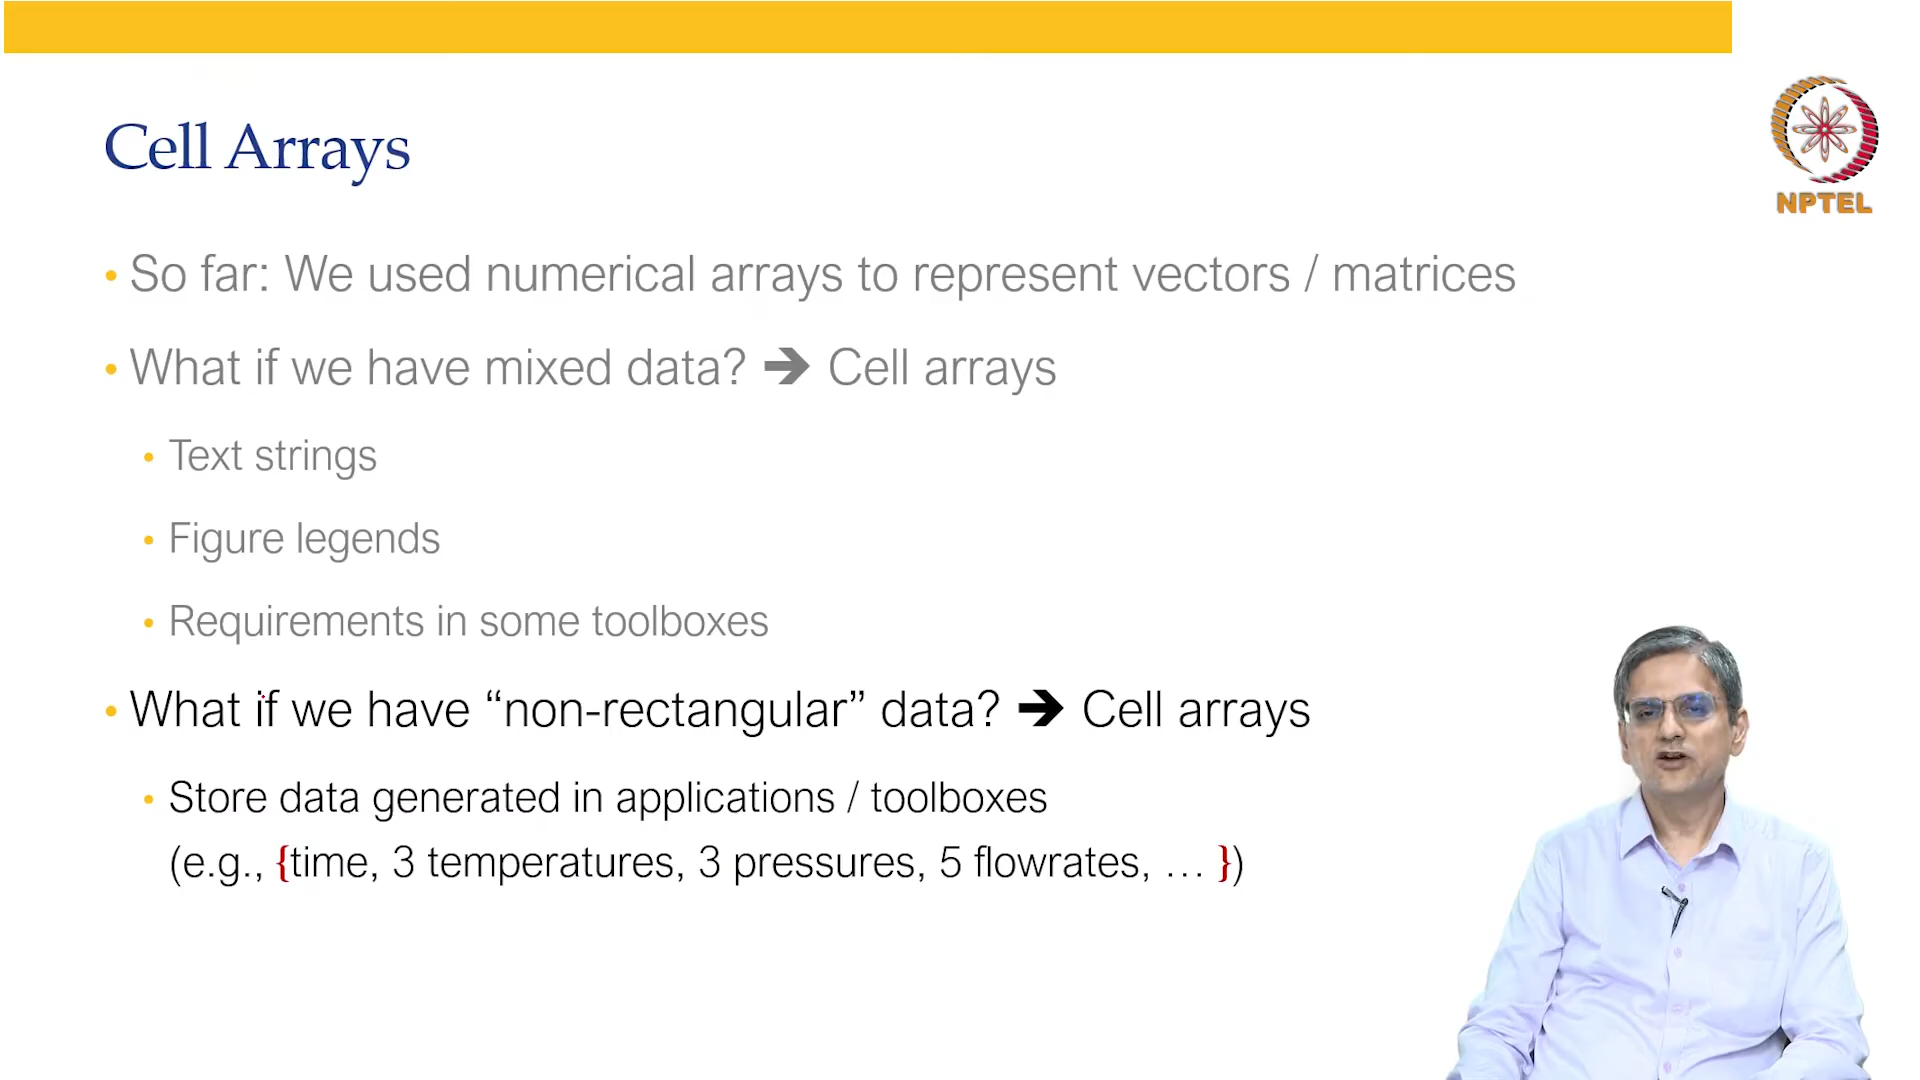 Cell Arrays
NPTEL
• So far: We used numerical arrays to represent vectors / matrices
• What if we have mixed data? ➔ Cell arrays
• Text strings
• Figure legends
• Requirements in some toolboxes
• What if we have “non-rectangular” data? ➔ Cell arrays
• Store data generated in applications / toolboxes
(e.g., {time, 3 temperatures, 3 pressures, 5 flowrates, … })